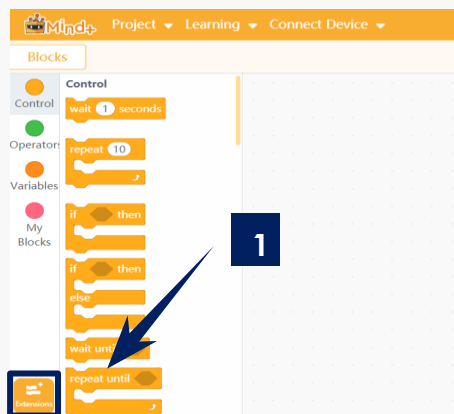 Mind+ Project Learning Connect Device
Blocks
Control
Control
wait 1 seconds
Operators
repeat 10
Variables
My
Blocks
if then
1
if then
else
wait until
repeat until
Extensions